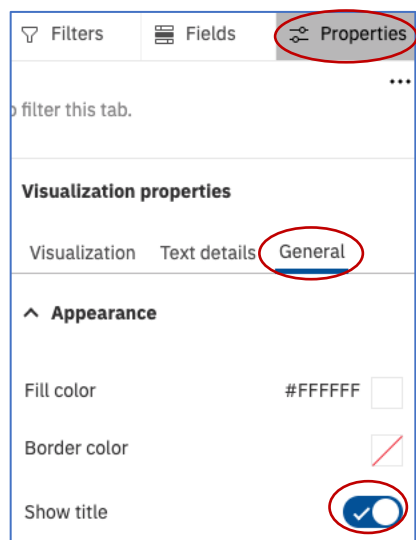 Filters Fields Properties
o filter this tab.
Visualization properties
Visualization Text details General
Appearance
Fill color #FFFFFF
Border color
Show title